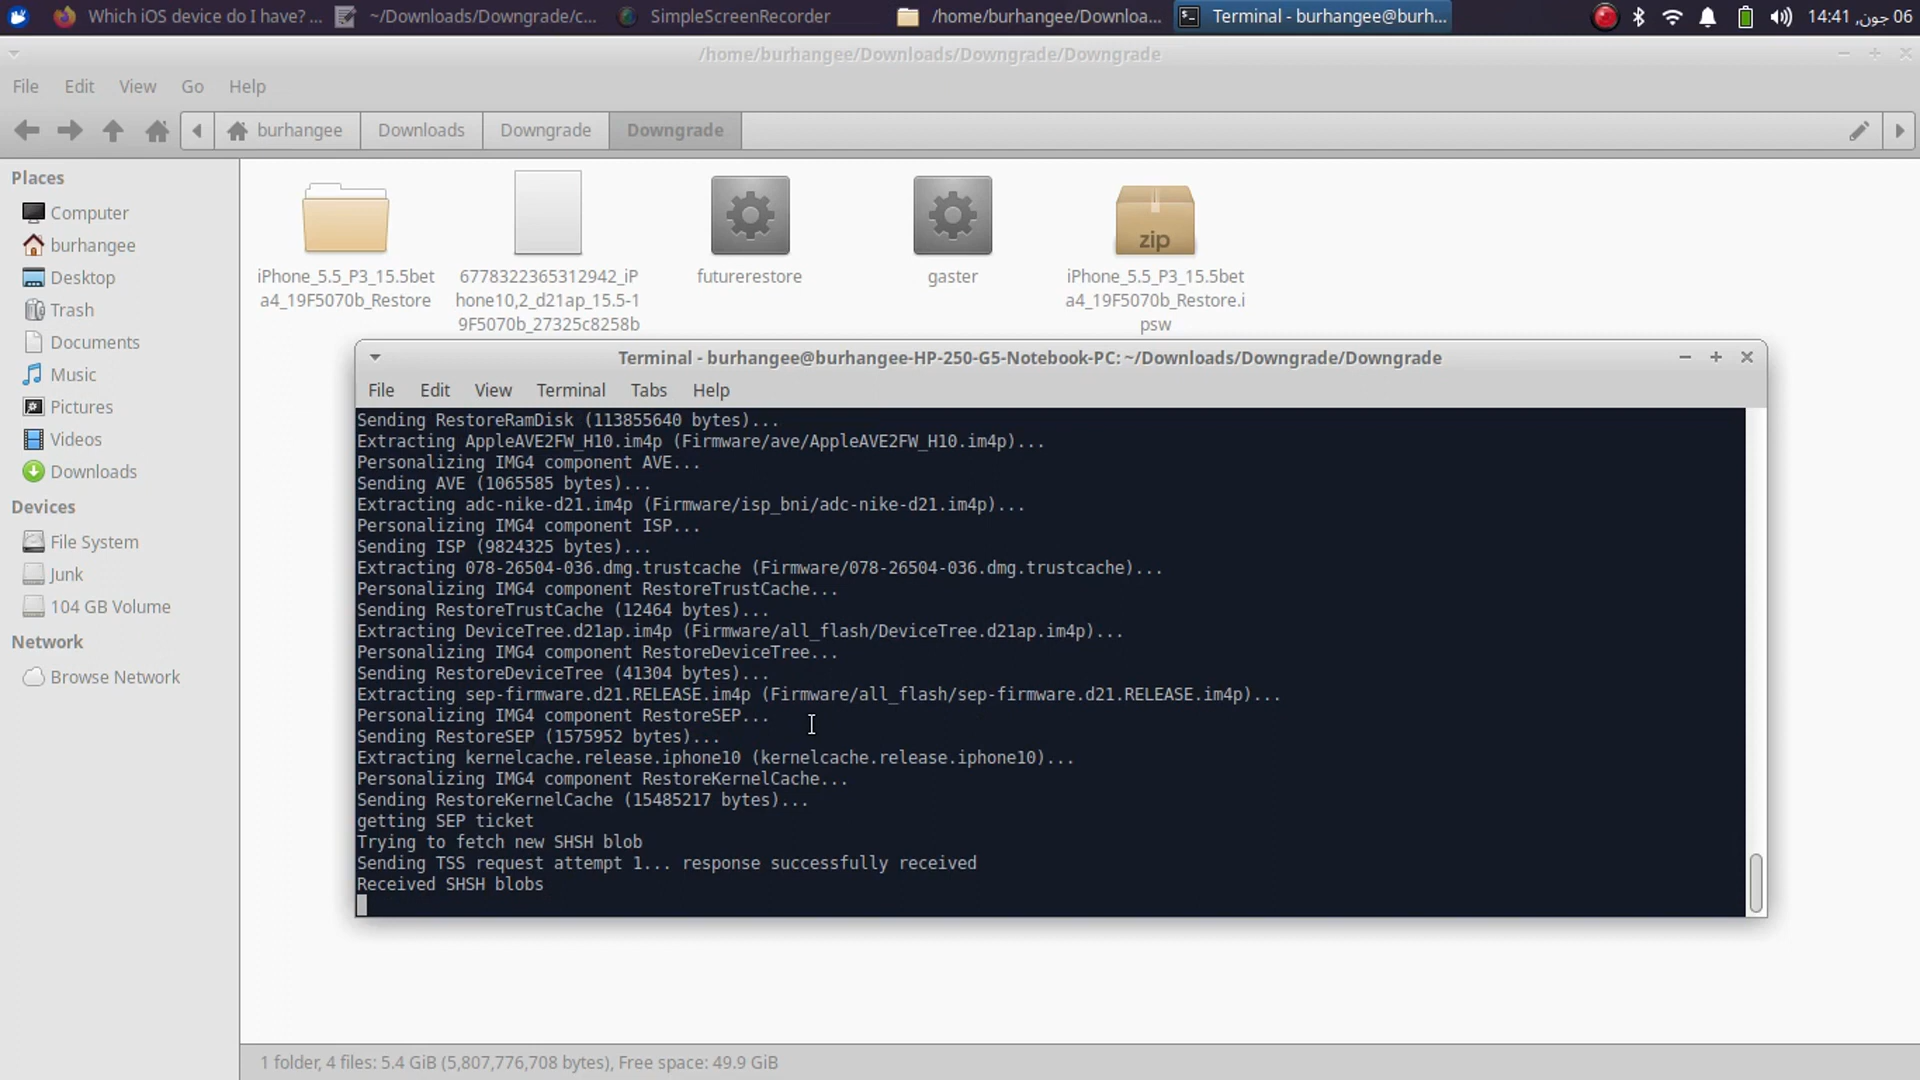 Which iOS device do I have? ...
~/Downloads/Downgrade/c...
SimpleScreenRecorder
/home/burhangee/Downloa...
Terminal - burhangee@burh...
06 جون, 14:41
/home/burhangee/Downloads/Downgrade/Downgrade
File Edit View Go Help
burhangee Downloads Downgrade Downgrade
Places
Computer
burhangee
Desktop
Trash
Documents
Music
Pictures
Videos
Downloads
Devices
File System
Junk
104 GB Volume
Network
Browse Network
iPhone_5.5_P3_15.5bet
a4_19F5070b_Restore
6778322365312942_iP
hone10,2_d21ap_15.5-1
9F5070b_27325c8258b
futurerestore
gaster
zip
iPhone_5.5_P3_15.5bet
a4_19F5070b_Restore.i
psw
Terminal - burhangee@burhangee-HP-250-G5-Notebook-PC: ~/Downloads/Downgrade/Downgrade
File Edit View Terminal Tabs Help
Sending RestoreRamDisk (113855640 bytes)...
Extracting AppleAVE2FW_H10.im4p (Firmware/ave/AppleAVE2FW_H10.im4p)...
Personalizing IMG4 component AVE...
Sending AVE (1065585 bytes)...
Extracting adc-nike-d21.im4p (Firmware/isp_bni/adc-nike-d21.im4p)...
Personalizing IMG4 component ISP...
Sending ISP (9824325 bytes)...
Extracting 078-26504-036.dmg.trustcache (Firmware/078-26504-036.dmg.trustcache)...
Personalizing IMG4 component RestoreTrustCache...
Sending RestoreTrustCache (12464 bytes)...
Extracting DeviceTree.d21ap.im4p (Firmware/all_flash/DeviceTree.d21ap.im4p)...
Personalizing IMG4 component RestoreDeviceTree...
Sending RestoreDeviceTree (41304 bytes)...
Extracting sep-firmware.d21.RELEASE.im4p (Firmware/all_flash/sep-firmware.d21.RELEASE.im4p)...
Personalizing IMG4 component RestoreSEP...
Sending RestoreSEP (1575952 bytes)...
Extracting kernelcache.release.iphone10 (kernelcache.release.iphone10)...
Personalizing IMG4 component RestoreKernelCache...
Sending RestoreKernelCache (15485217 bytes)...
getting SEP ticket
Trying to fetch new SHSH blob
Sending TSS request attempt 1... response successfully received
Received SHSH blobs
1 folder, 4 files: 5.4 GiB (5,807,776,708 bytes), Free space: 49.9 GiB